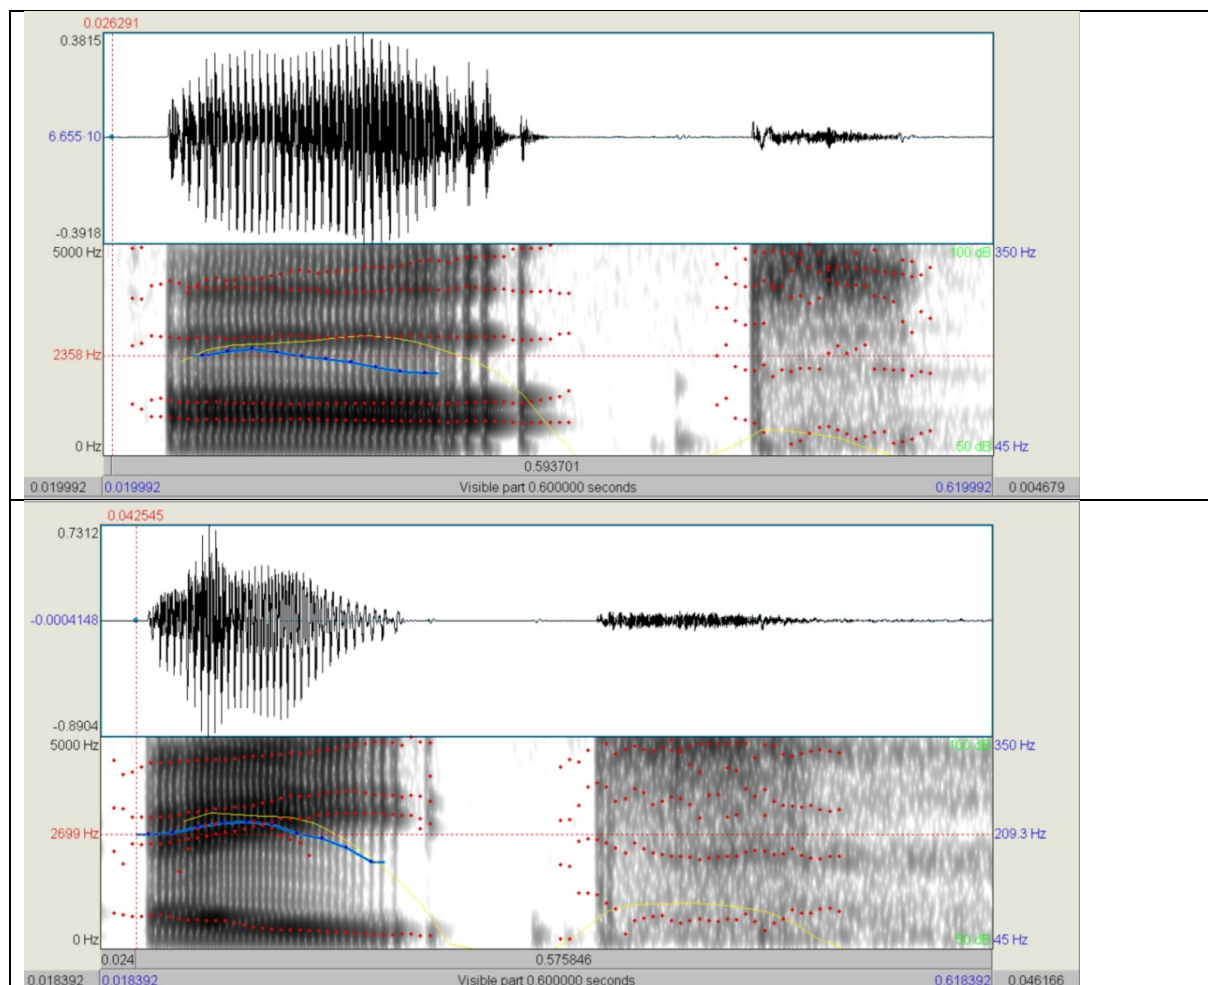 0.026291
0.3815
6.655·10
-0.3918
5000 Hz
100 dB
350 Hz
2358 Hz
0 Hz
50 dB
45 Hz
0.593701
0.019992
0.019992
Visible part 0.600000 seconds
0.619992
0.004679
0.042545
0.7312
-0.0004148
-0.8904
5000 Hz
100 dB
350 Hz
2699 Hz
209.3 Hz
0 Hz
50 dB
45 Hz
0.024
0.575846
0.018392
0.018392
Visible part 0.600000 seconds
0.618392
0.046166